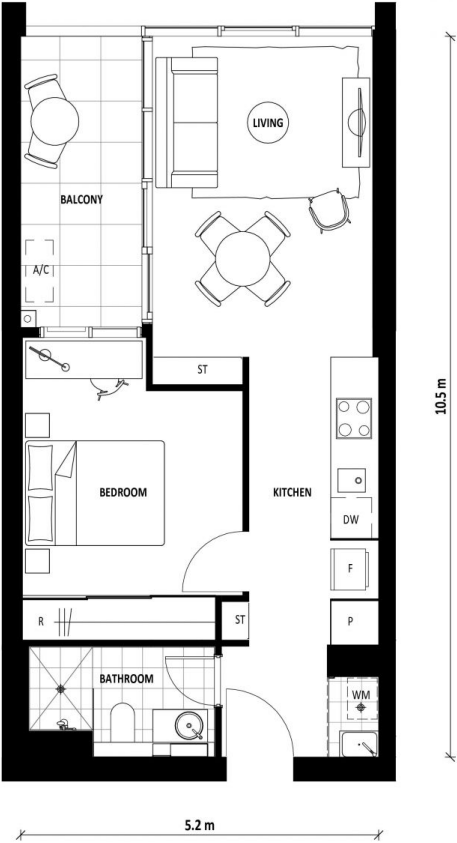 LIVING
BALCONY
A/C
ST
10.5 m
BEDROOM
KITCHEN
DW
F
R
ST
P
BATHROOM
WM
5.2 m